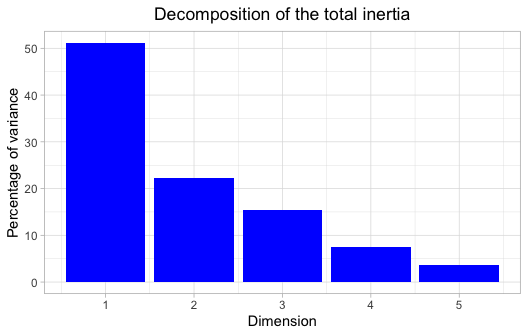 Decomposition of the total inertia
Percentage of variance
50
40
30
20
10
0
1 2 3 4 5
Dimension